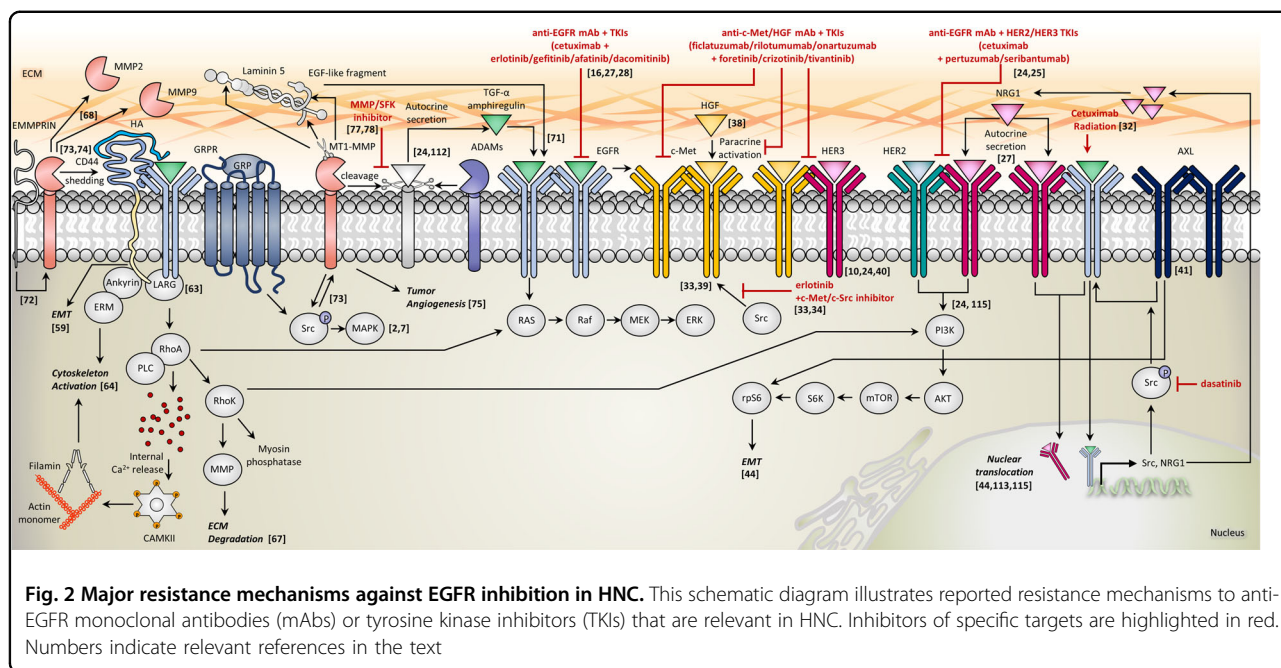 anti-EGFR mAb + TKIs
(cetuximab +
erlotinib/gefitinib/afatinib/dacomitinib)
[16,27,28]
anti-c-Met/HGF mAb + TKIs
(ficlatuzumab/rilotumumab/onartuzumab
+ foretinib/crizotinib/tivantinib)
anti-EGFR mAb + HER2/HER3 TKIs
(cetuximab
+ pertuzumab/seribantumab)
[24,25]
ECM
MMP2
MMP9
[68]
EMMPRIN
HA
[73,74]
CD44
shedding
GRPR
GRP
Laminin 5
EGF-like fragment
MMP/SFK
inhibitor
[77,78]
MT1-MMP
cleavage
Autocrine
secretion
[24,112]
TGF-α
amphiregulin
[71]
ADAMs
EGFR
c-Met
HGF
[38]
Paracrine
activation
HER3
HER2
NRG1
Autocrine
secretion
[27]
Cetuximab
Radiation
[32]
AXL
[72]
EMT
[59]
Ankyrin
ERM
LARG
[63]
Cytoskeleton
Activation [64]
RhoA
PLC
RhoK
Internal
Ca²⁺ release
MMP
Myosin
phosphatase
ECM
Degradation [67]
Filamin
Actin
monomer
CAMKII
P
P
P
P
P
P
Src
P
[73]
MAPK
[2,7]
Tumor
Angiogenesis [75]
RAS
Raf
MEK
ERK
[33,39]
Src
erlotinib
+c-Met/c-Src inhibitor
[33,34]
[10,24,40]
[24, 115]
PI3K
AKT
mTOR
S6K
rpS6
EMT
[44]
[41]
Src
P
dasatinib
Nuclear
translocation
[44,113,115]
Src, NRG1
Nucleus
Fig. 2 Major resistance mechanisms against EGFR inhibition in HNC. This schematic diagram illustrates reported resistance mechanisms to anti-
EGFR monoclonal antibodies (mAbs) or tyrosine kinase inhibitors (TKIs) that are relevant in HNC. Inhibitors of specific targets are highlighted in red.
Numbers indicate relevant references in the text